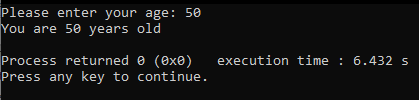 Please enter your age: 50
You are 50 years old
Process returned 0 (0x0)   execution time : 6.432 s
Press any key to continue.